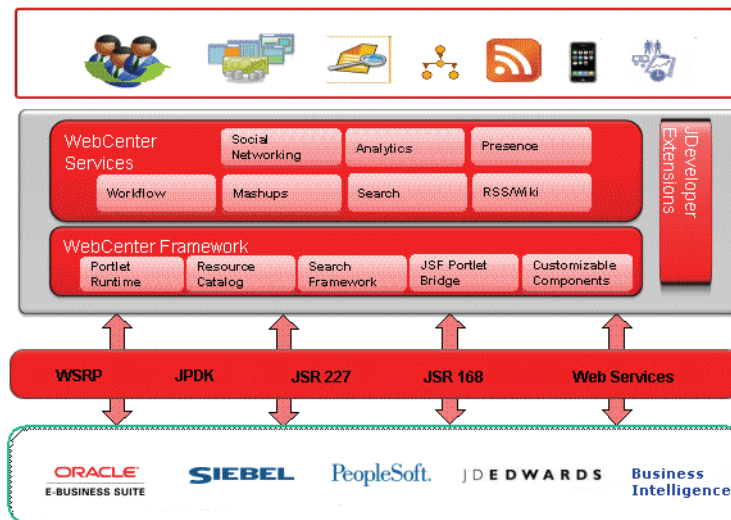 WebCenter
Services
Social
Networking
Analytics
Presence
Workflow
Mashups
Search
RSS/Wiki
JDeveloper
Extensions
WebCenter Framework
Portlet
Runtime
Resource
Catalog
Search
Framework
JSF Portlet
Bridge
Customizable
Components
WSRP
JPDK
JSR 227
JSR 168
Web Services
ORACLE
E-BUSINESS SUITE
SIEBEL
PeopleSoft.
JDEDWARDS
Business
Intelligence